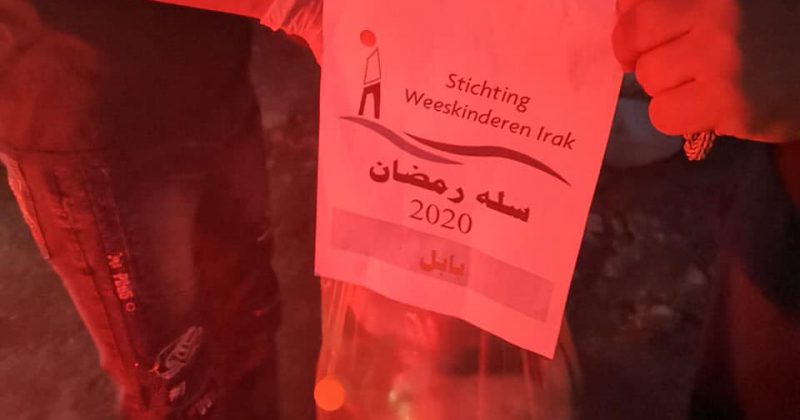 Stichting
Weeskinderen Irak
سله رمضان
2020
بابل